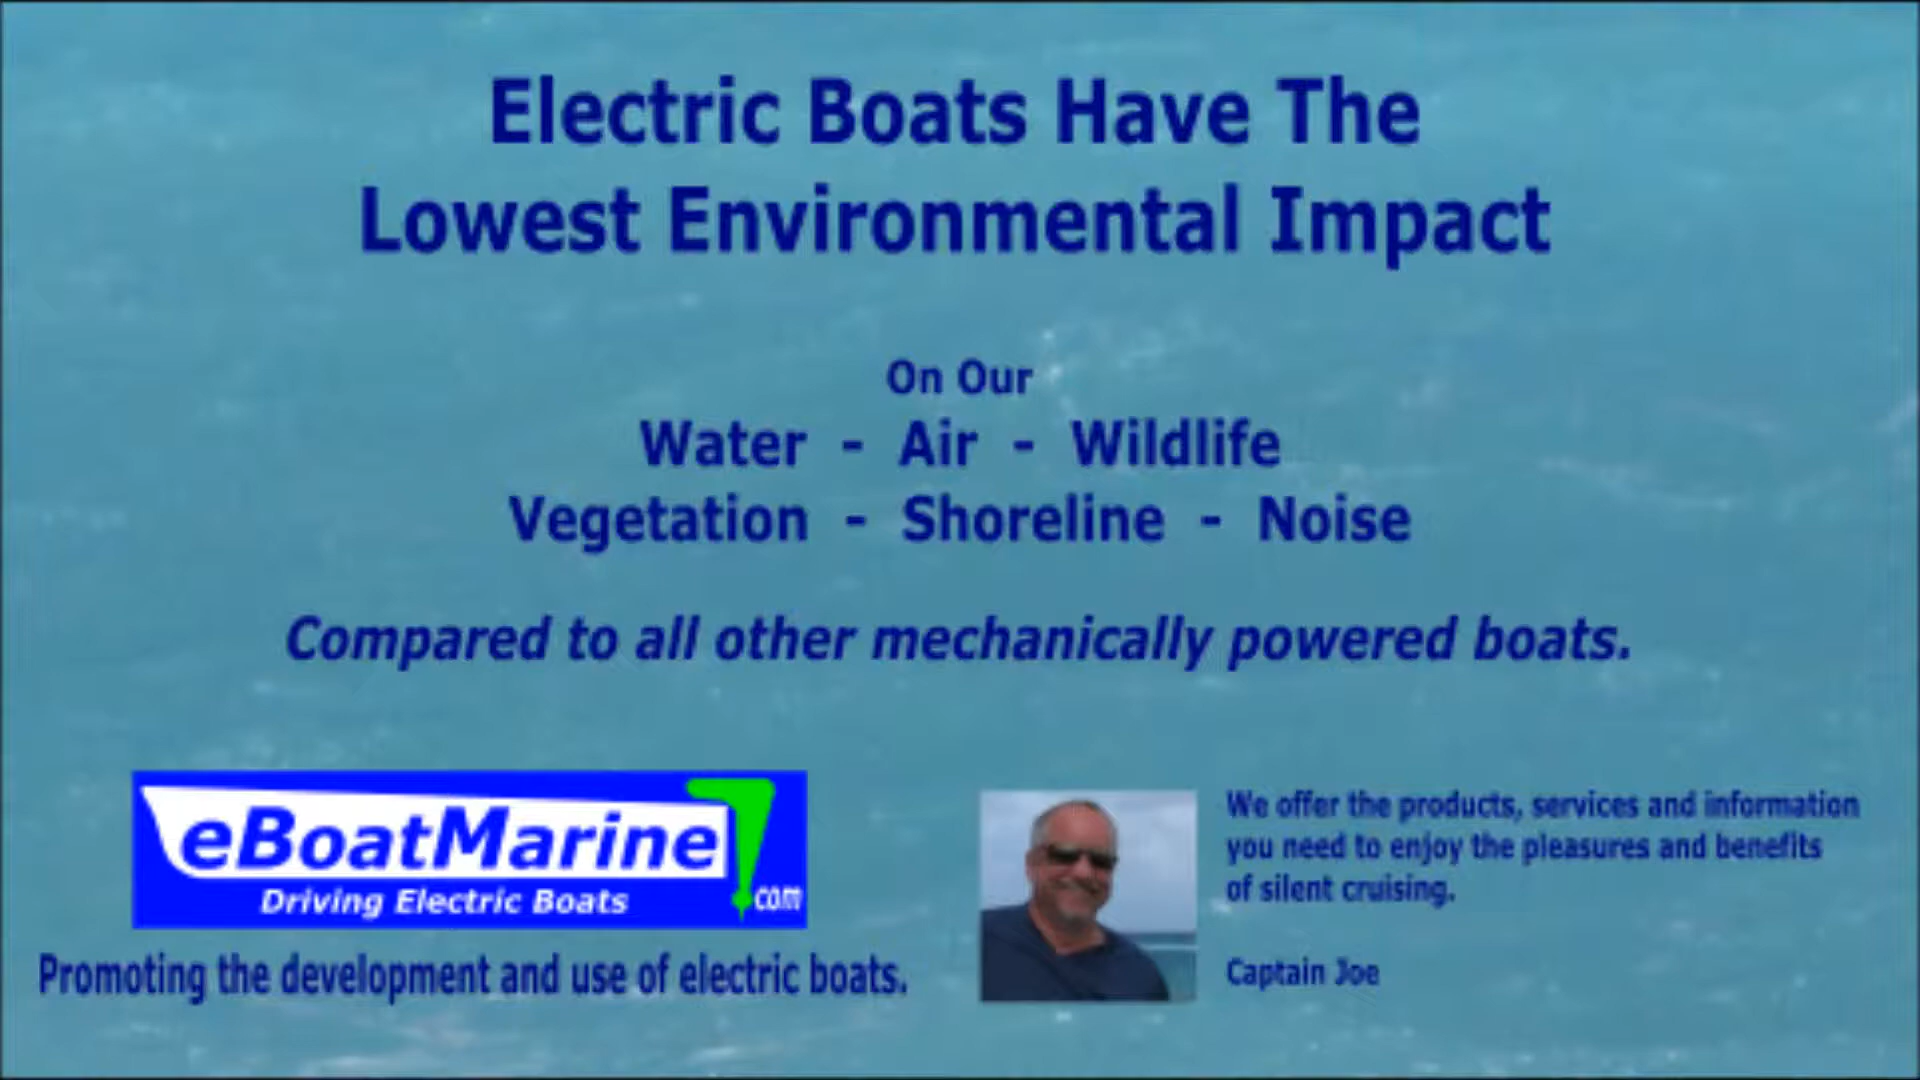 Electric Boats Have The
Lowest Environmental Impact
On Our
Water - Air - Wildlife
Vegetation - Shoreline - Noise
Compared to all other mechanically powered boats.
eBoatMarine
.com
Driving Electric Boats
Promoting the development and use of electric boats.
We offer the products, services and information
you need to enjoy the pleasures and benefits
of silent cruising.
Captain Joe